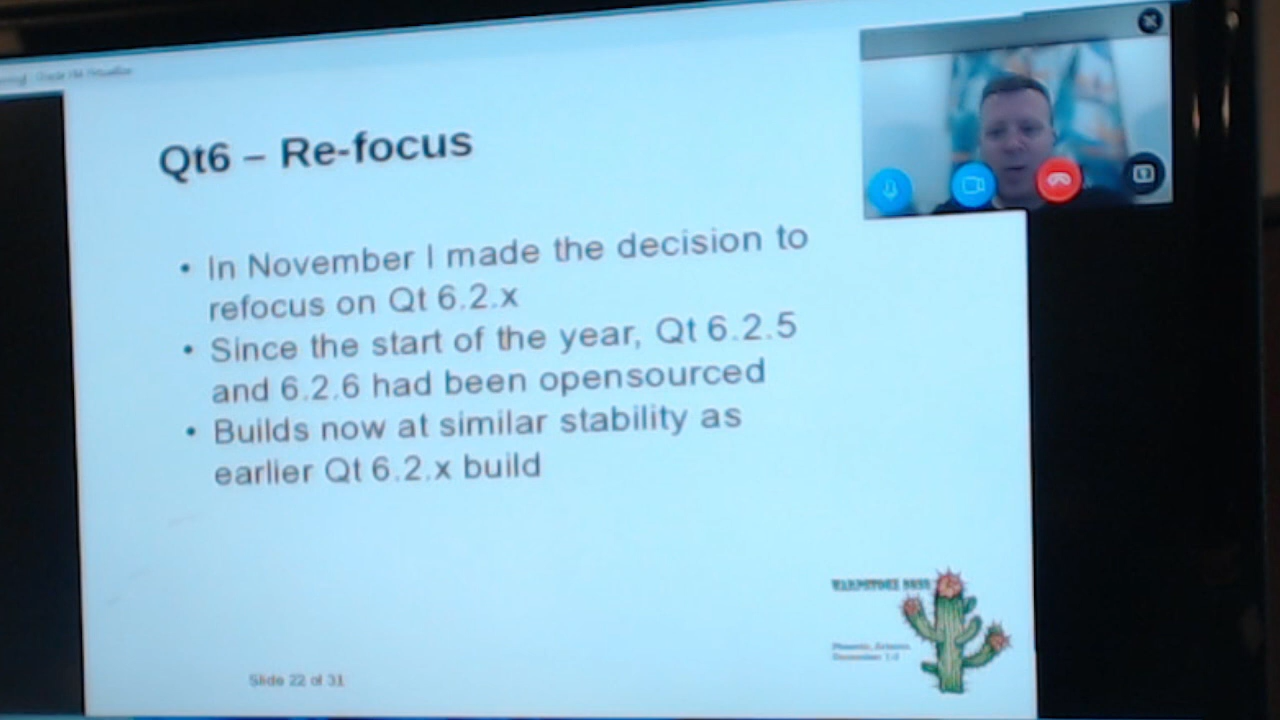 Qt6 – Re-focus
• In November I made the decision to
refocus on Qt 6.2.x
• Since the start of the year, Qt 6.2.5
and 6.2.6 had been opensourced
• Builds now at similar stability as
earlier Qt 6.2.x build
Phoenix, Arizona
Slide 22 of 31